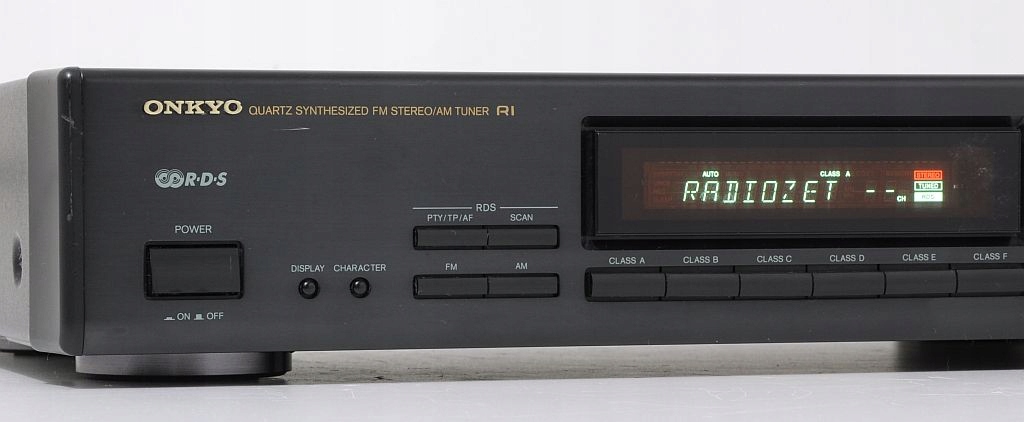 ONKYO QUARTZ SYNTHESIZED FM STEREO/AM TUNER RI
R·D·S
POWER
ON OFF
DISPLAY CHARACTER
RDS
PTY/TP/AF SCAN
FM AM
AUTO CLASS A STEREO
TUNED
RADIOZET -- CH RDS
CLASS A CLASS B CLASS C CLASS D CLASS E CLASS F